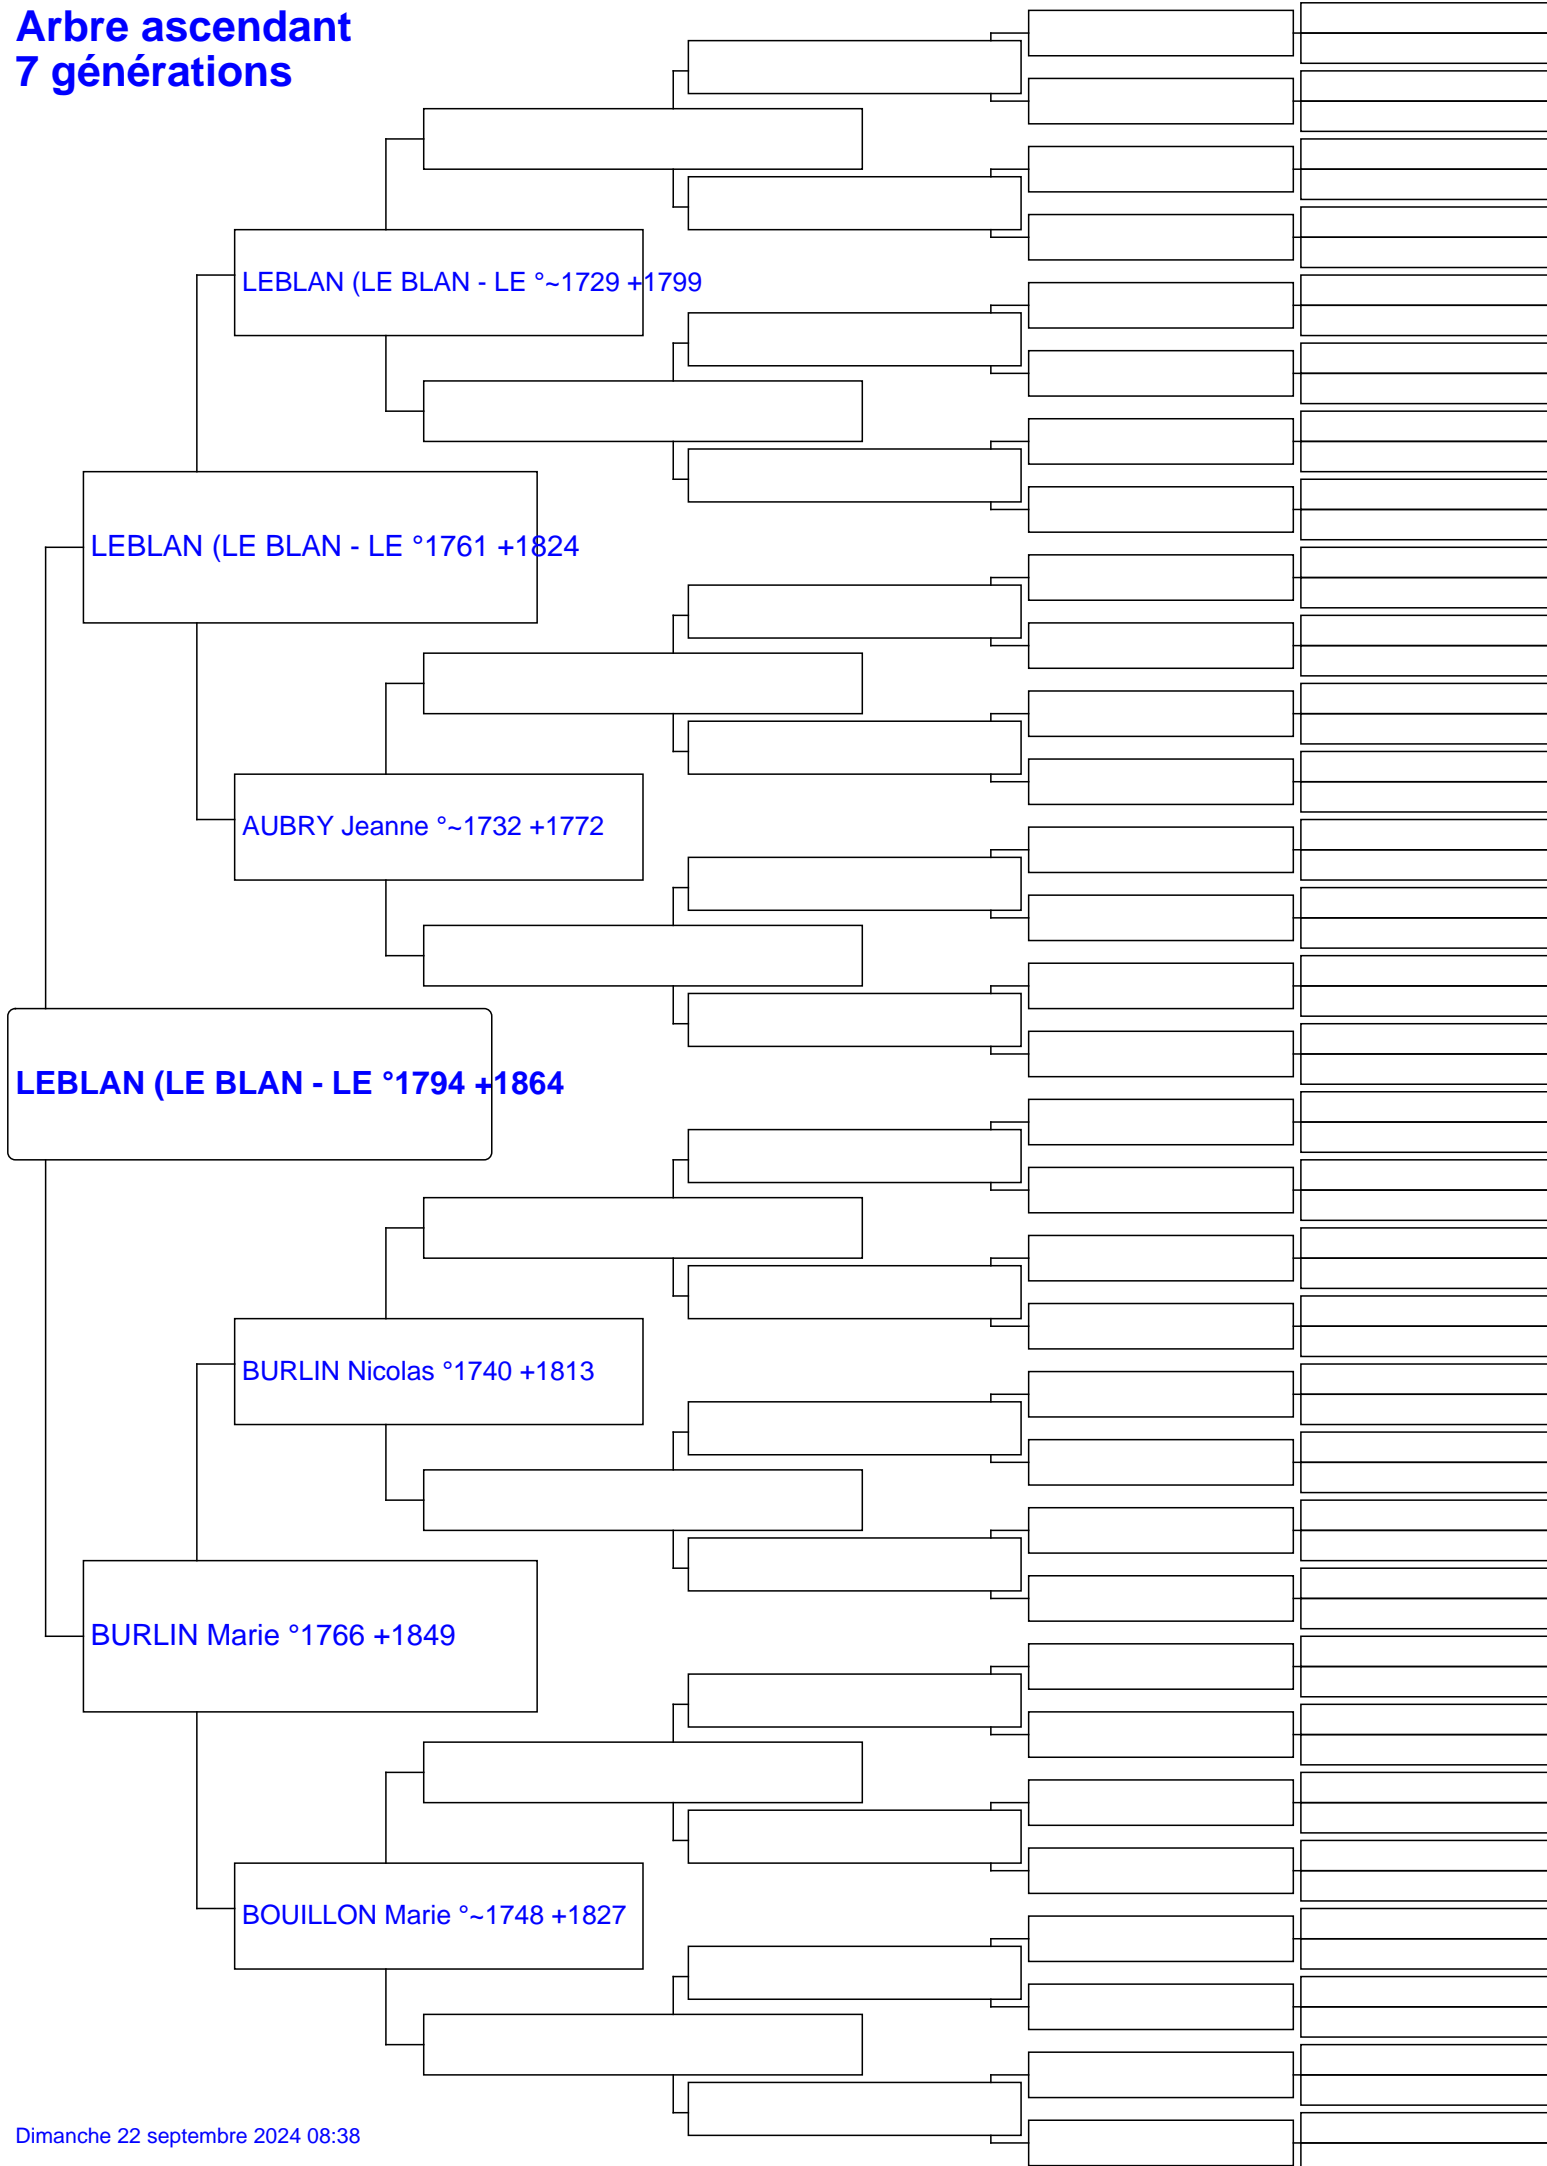 Arbre ascendant
7 générations
LEBLAN (LE BLAN - LE °~1729 +1799
LEBLAN (LE BLAN - LE °1761 +1824
AUBRY Jeanne °~1732 +1772
LEBLAN (LE BLAN - LE °1794 +1864
BURLIN Nicolas °1740 +1813
BURLIN Marie °1766 +1849
BOUILLON Marie °~1748 +1827
Dimanche 22 septembre 2024 08:38